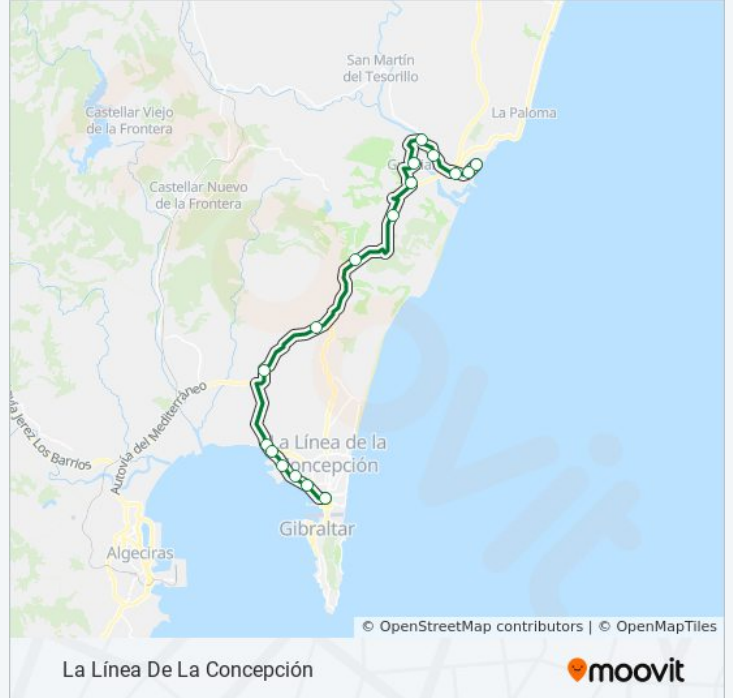 San Martín
del Tesorillo
Castellar Viejo
de la Frontera
La Paloma
Castellar Nuevo
de la Frontera
Autovía del Mediterráneo
Jerez Los Barrios
La Línea de la
Concepción
Gibraltar
Algeciras
© OpenStreetMap contributors | © OpenMapTiles
La Línea De La Concepción
moovit